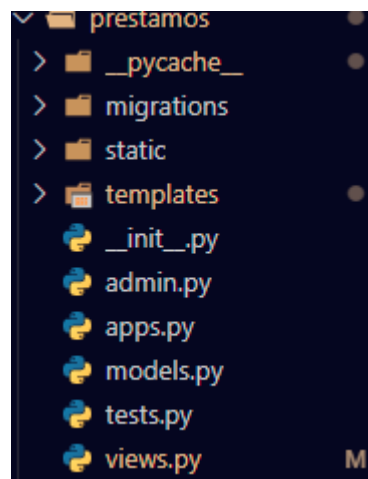 prestamos
__pycache__
migrations
static
templates
__init__.py
admin.py
apps.py
models.py
tests.py
views.py M